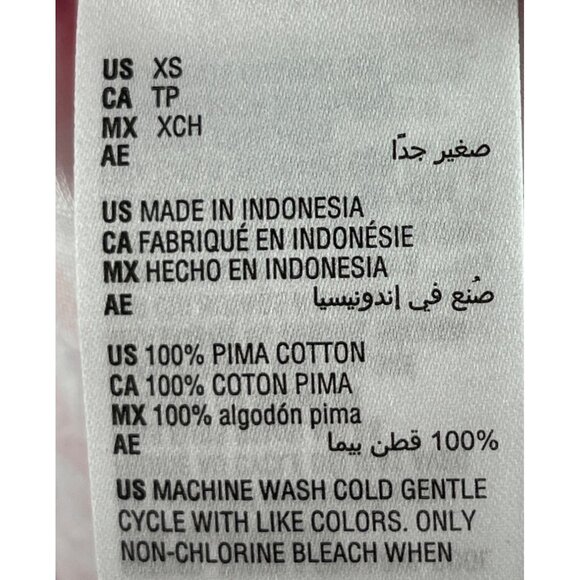 US XS
CA TP
MX XCH
AE صغير جدًا
US MADE IN INDONESIA
CA FABRIQUÉ EN INDONÉSIE
MX HECHO EN INDONESIA
AE صُنع في إندونيسيا
US 100% PIMA COTTON
CA 100% COTON PIMA
MX 100% algodón pima
AE 100% قطن بيما
US MACHINE WASH COLD GENTLE
CYCLE WITH LIKE COLORS. ONLY
NON-CHLORINE BLEACH WHEN